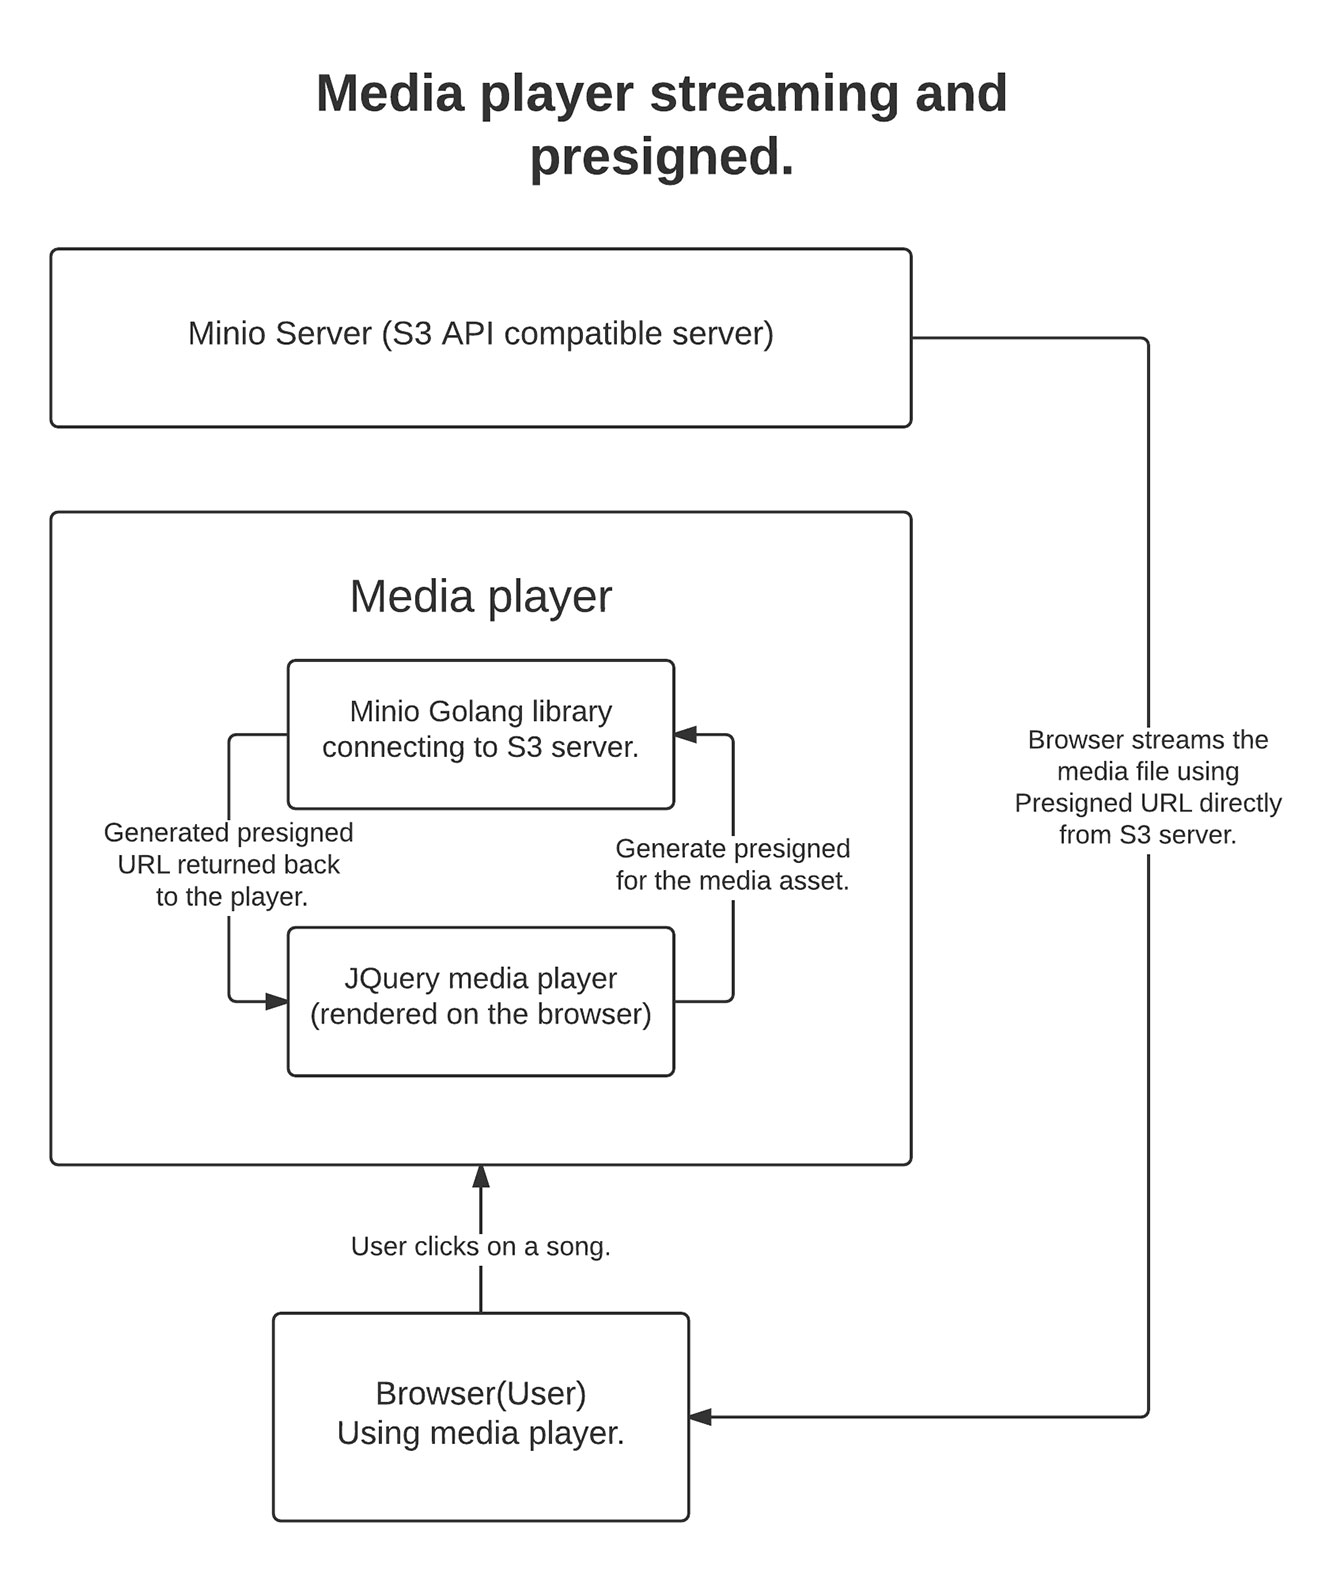 Media player streaming and
presigned.
Minio Server (S3 API compatible server)
Media player
Minio Golang library
connecting to S3 server.
Generated presigned
URL returned back
to the player.
Generate presigned
for the media asset.
JQuery media player
(rendered on the browser)
Browser streams the
media file using
Presigned URL directly
from S3 server.
User clicks on a song.
Browser(User)
Using media player.